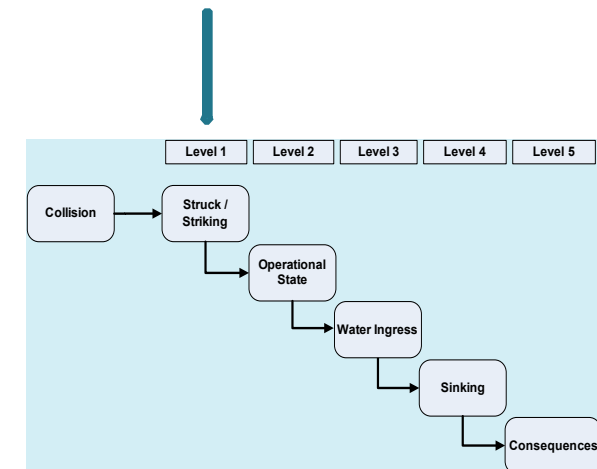 Level 1 Level 2 Level 3 Level 4 Level 5
Collision
Struck /
Striking
Operational
State
Water Ingress
Sinking
Consequences